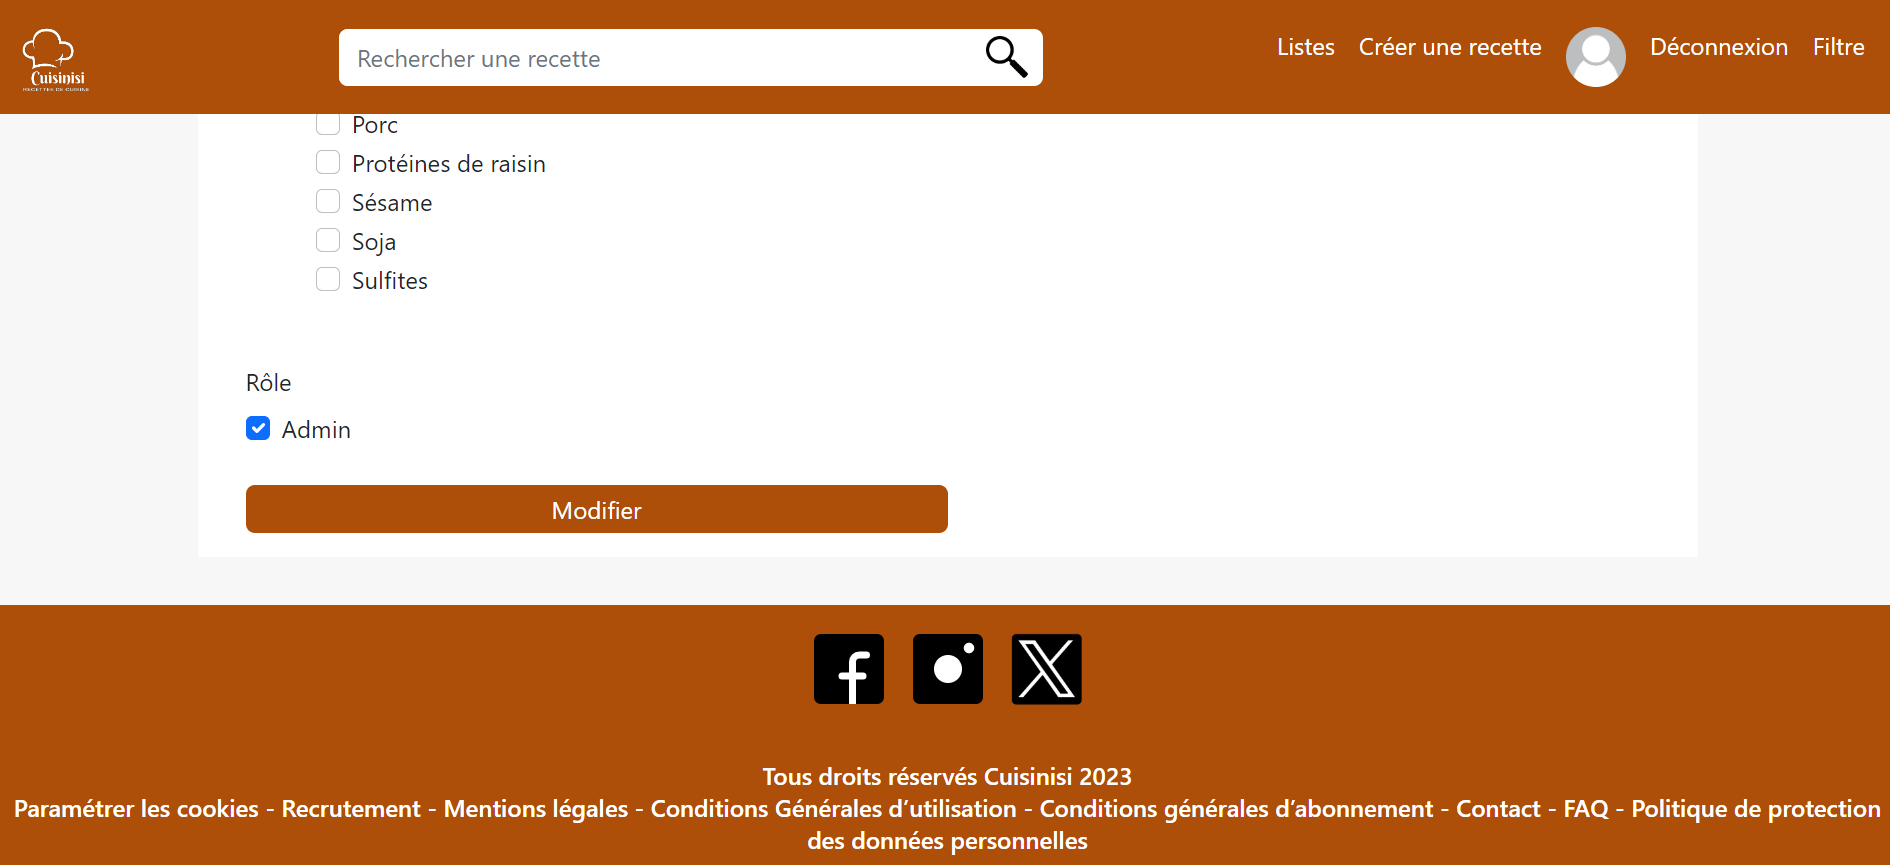 Cuisinisi
RECETTES DE CUISINE
Rechercher une recette
Listes
Créer une recette
Déconnexion
Filtre
Porc
Protéines de raisin
Sésame
Soja
Sulfites
Rôle
Admin
Modifier
Tous droits réservés Cuisinisi 2023
Paramétrer les cookies - Recrutement - Mentions légales - Conditions Générales d’utilisation - Conditions générales d’abonnement - Contact - FAQ - Politique de protection
des données personnelles